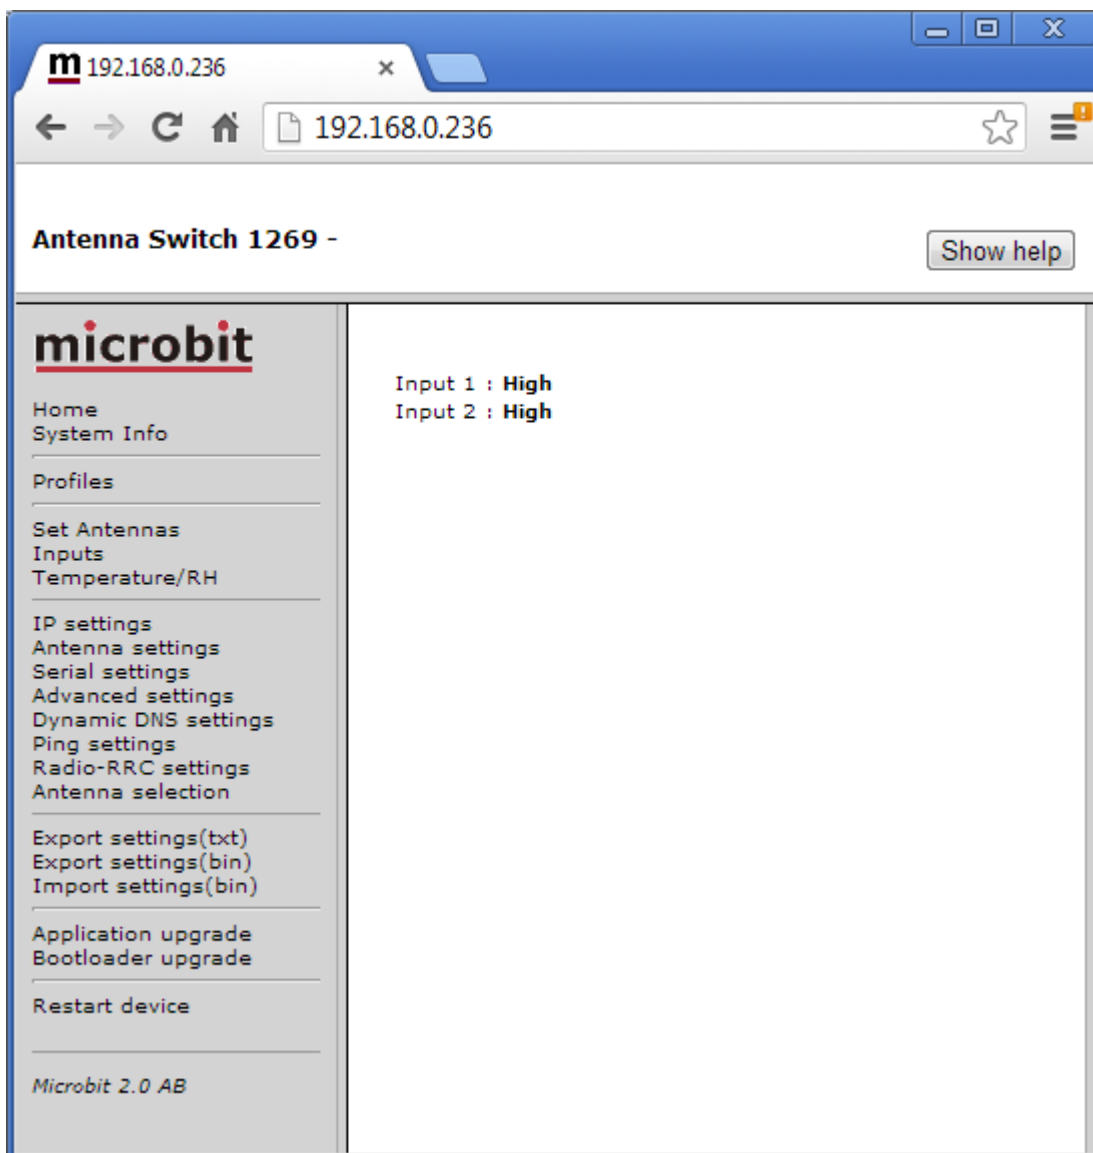 m 192.168.0.236
192.168.0.236
Antenna Switch 1269 -
Show help
microbit
Home
System Info
Profiles
Set Antennas
Inputs
Temperature/RH
IP settings
Antenna settings
Serial settings
Advanced settings
Dynamic DNS settings
Ping settings
Radio-RRC settings
Antenna selection
Export settings(txt)
Export settings(bin)
Import settings(bin)
Application upgrade
Bootloader upgrade
Restart device
Microbit 2.0 AB
Input 1 : High
Input 2 : High